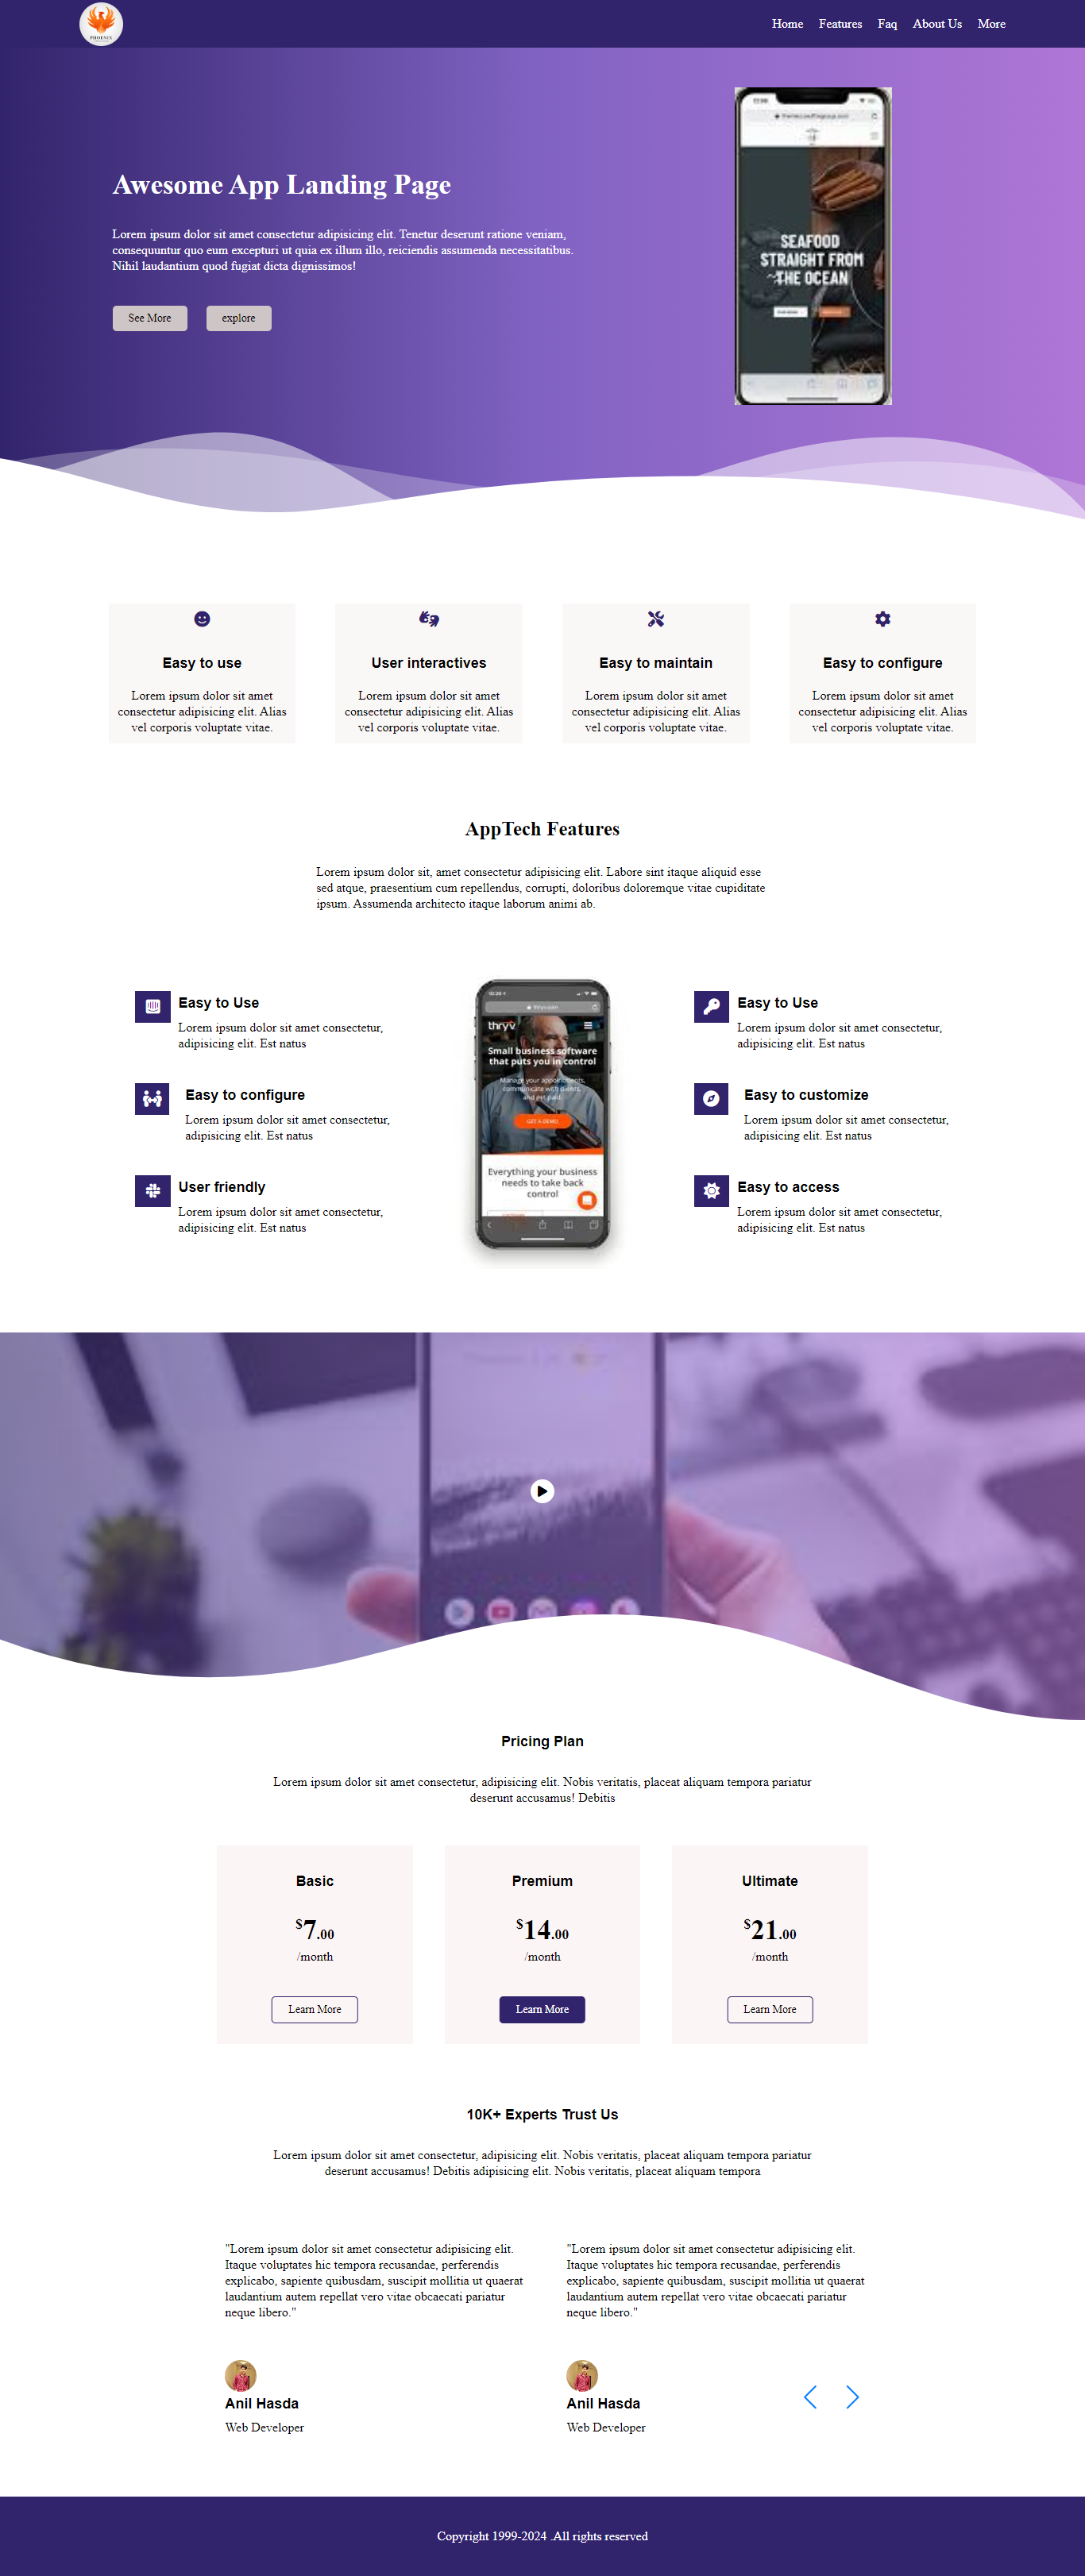 PHOENIX
Home Features Faq About Us More
Awesome App Landing Page
Lorem ipsum dolor sit amet consectetur adipisicing elit. Tenetur deserunt ratione veniam,
consequuntur quo eum excepturi ut quia ex illum illo, reiciendis assumenda necessitatibus.
Nihil laudantium quod fugiat dicta dignissimos!
See More explore
SEAFOOD
STRAIGHT FROM
THE OCEAN
Easy to use
Lorem ipsum dolor sit amet
consectetur adipisicing elit. Alias
vel corporis voluptate vitae.
User interactives
Lorem ipsum dolor sit amet
consectetur adipisicing elit. Alias
vel corporis voluptate vitae.
Easy to maintain
Lorem ipsum dolor sit amet
consectetur adipisicing elit. Alias
vel corporis voluptate vitae.
Easy to configure
Lorem ipsum dolor sit amet
consectetur adipisicing elit. Alias
vel corporis voluptate vitae.
AppTech Features
Lorem ipsum dolor sit, amet consectetur adipisicing elit. Labore sint itaque aliquid esse
sed atque, praesentium cum repellendus, corrupti, doloribus doloremque vitae cupiditate
ipsum. Assumenda architecto itaque laborum animi ab.
Easy to Use
Lorem ipsum dolor sit amet consectetur,
adipisicing elit. Est natus
Easy to configure
Lorem ipsum dolor sit amet consectetur,
adipisicing elit. Est natus
User friendly
Lorem ipsum dolor sit amet consectetur,
adipisicing elit. Est natus
thryv.com
thryv
Small business software
that puts you in control
Manage your appointments,
communicate with clients,
and get paid.
GET A DEMO
Everything your business
needs to take back
control
Easy to Use
Lorem ipsum dolor sit amet consectetur,
adipisicing elit. Est natus
Easy to customize
Lorem ipsum dolor sit amet consectetur,
adipisicing elit. Est natus
Easy to access
Lorem ipsum dolor sit amet consectetur,
adipisicing elit. Est natus
Pricing Plan
Lorem ipsum dolor sit amet consectetur, adipisicing elit. Nobis veritatis, placeat aliquam tempora pariatur
deserunt accusamus! Debitis
Basic
$7.00
/month
Learn More
Premium
$14.00
/month
Learn More
Ultimate
$21.00
/month
Learn More
10K+ Experts Trust Us
Lorem ipsum dolor sit amet consectetur, adipisicing elit. Nobis veritatis, placeat aliquam tempora pariatur
deserunt accusamus! Debitis adipisicing elit. Nobis veritatis, placeat aliquam tempora
"Lorem ipsum dolor sit amet consectetur adipisicing elit.
Itaque voluptates hic tempora recusandae, perferendis
explicabo, sapiente quibusdam, suscipit mollitia ut quaerat
laudantium autem repellat vero vitae obcaecati pariatur
neque libero."
Anil Hasda
Web Developer
"Lorem ipsum dolor sit amet consectetur adipisicing elit.
Itaque voluptates hic tempora recusandae, perferendis
explicabo, sapiente quibusdam, suscipit mollitia ut quaerat
laudantium autem repellat vero vitae obcaecati pariatur
neque libero."
Anil Hasda
Web Developer
Copyright 1999-2024 .All rights reserved